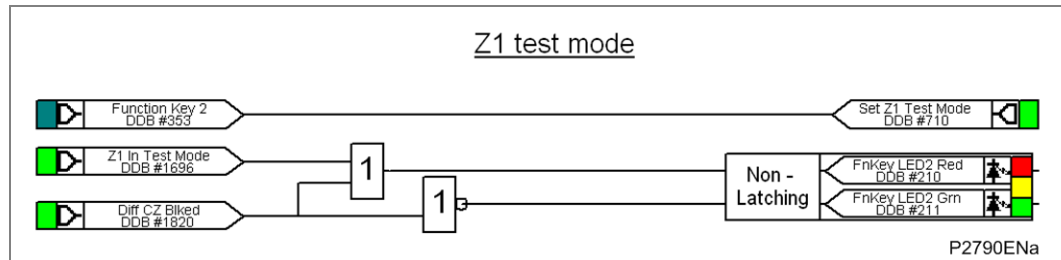 Z1 test mode
Function Key 2
DDB #353
Set Z1 Test Mode
DDB #710
Z1 In Test Mode
DDB #1696
1
Non -
Latching
FnKey LED2 Red
DDB #210
Diff CZ Blked
DDB #1820
1
FnKey LED2 Grn
DDB #211
P2790ENa